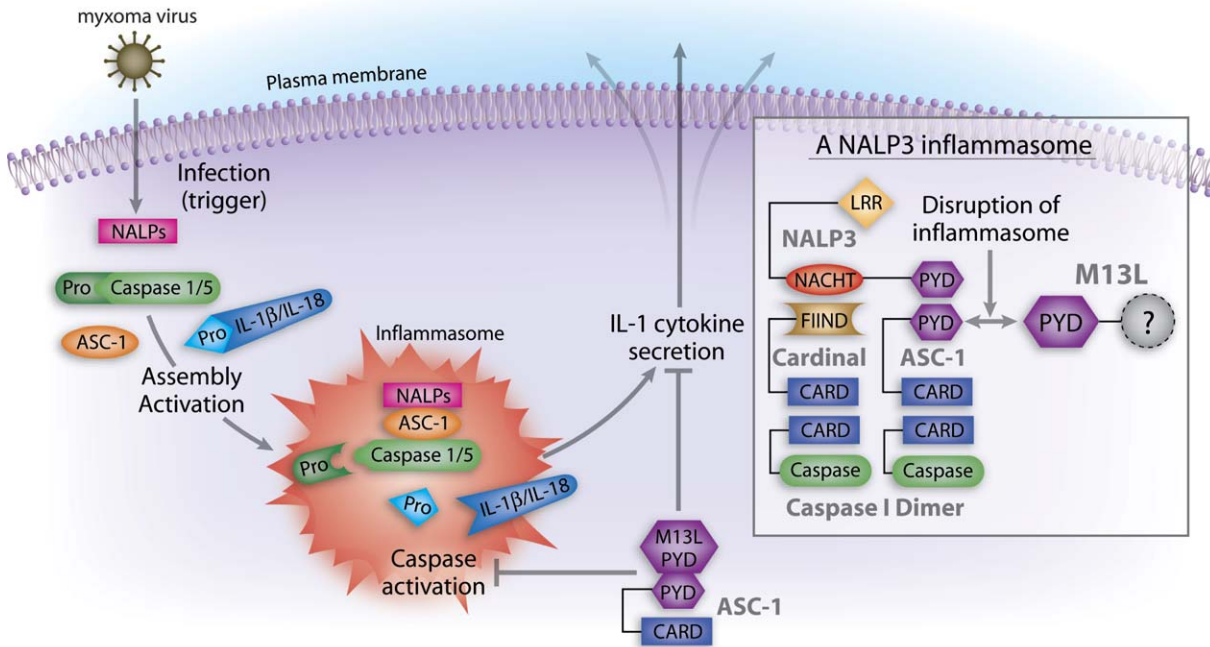 myxoma virus
Plasma membrane
Infection
(trigger)
NALPs
Pro
Caspase 1/5
ASC-1
Pro
IL-1β/IL-18
Assembly
Activation
Inflammasome
NALPs
ASC-1
Pro
Caspase 1/5
Pro
IL-1β/IL-18
Caspase
activation
IL-1 cytokine
secretion
M13L
PYD
PYD
CARD
ASC-1
A NALP3 inflammasome
LRR
NALP3
Disruption of
inflammasome
NACHT
PYD
M13L
FIIND
PYD
PYD
?
Cardinal
ASC-1
CARD
CARD
CARD
CARD
Caspase
Caspase
Caspase I Dimer